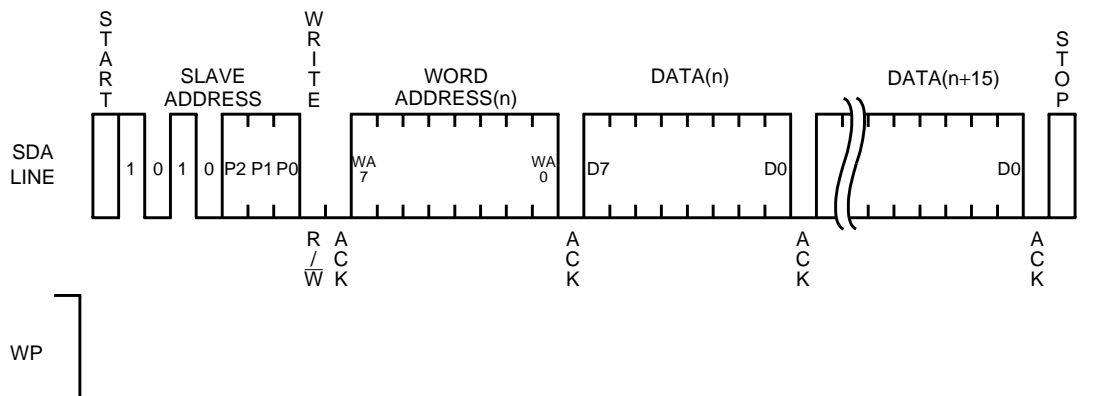 START
SLAVE
ADDRESS
WRITE
WORD
ADDRESS(n)
DATA(n)
DATA(n+15)
STOP
SDA
LINE
1 0 1 0 P2 P1 P0
WA
7
WA
0
D7 D0
D0
R/W
ACK
ACK
ACK
ACK
WP